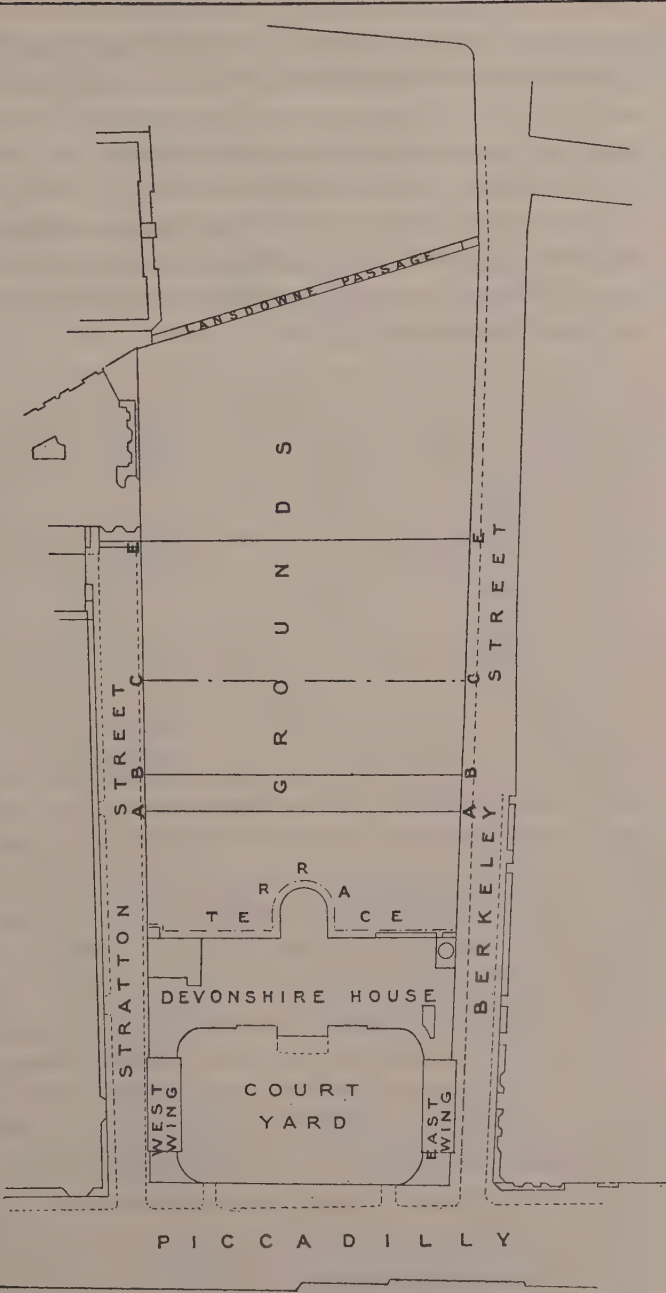 LANSDOWNE PASSAGE
GROUNDS
E E
C C
B B
A A
STRATTON STREET
BERKELEY STREET
TERRACE
DEVONSHIRE HOUSE
WEST WING
COURT YARD
EAST WING
PICCADILLY